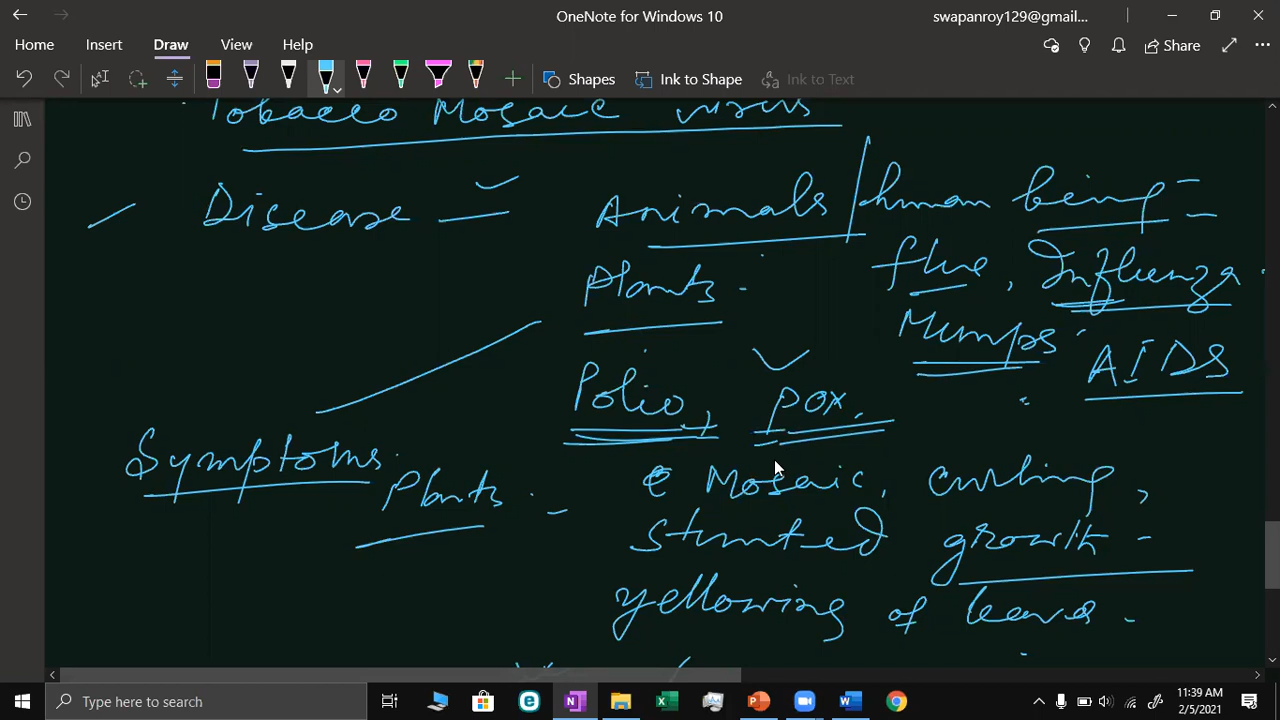 OneNote for Windows 10
swapanroy129@gmail...
Home Insert Draw View Help
Share
Shapes Ink to Shape Ink to Text
Tobacco Mosaic virus
Disease - Animals / human being =
Plants - flue, Influenza
Mumps
AIDS
Polio, pox,
Symptoms
Plants - Mosaic, curling,
stunted growth -
yellowing of leaves.
Type here to search
11:39 AM
2/5/2021